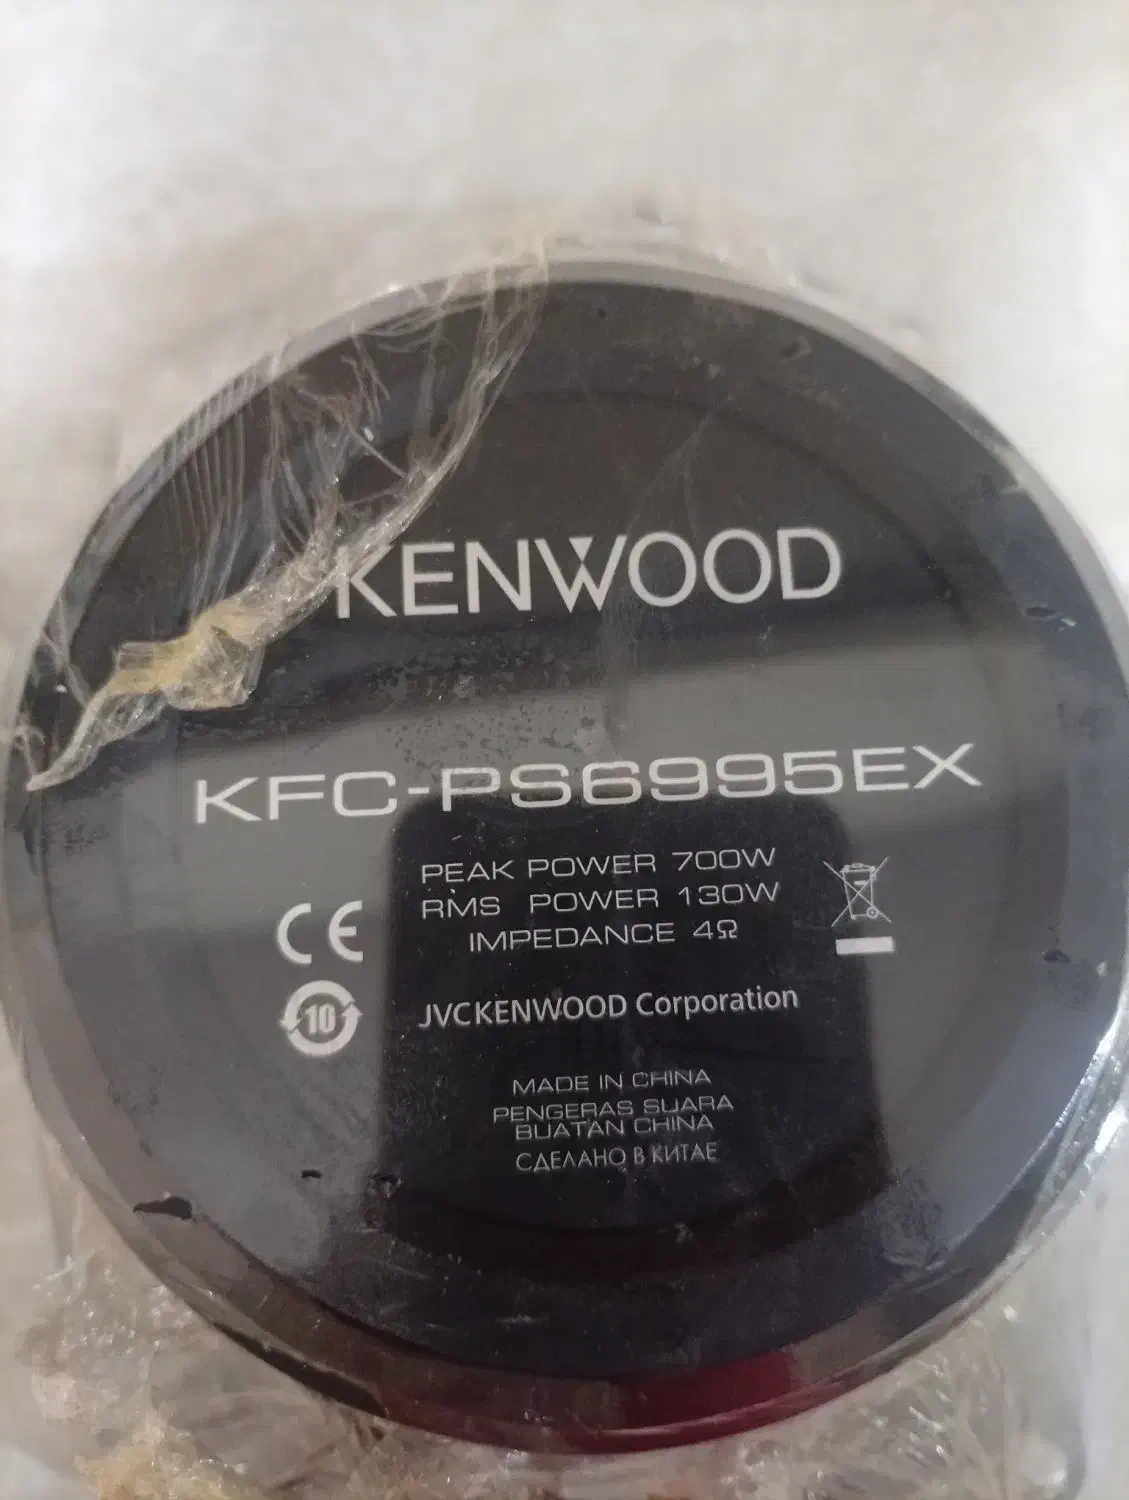 KENWOOD
KFC-PS6995EX
PEAK POWER 700W
RMS POWER 130W
IMPEDANCE 4Ω
CE
10
JVCKENWOOD Corporation
MADE IN CHINA
PENGERAS SUARA
BUATAN CHINA
СДЕЛАНО В КИТАЕ